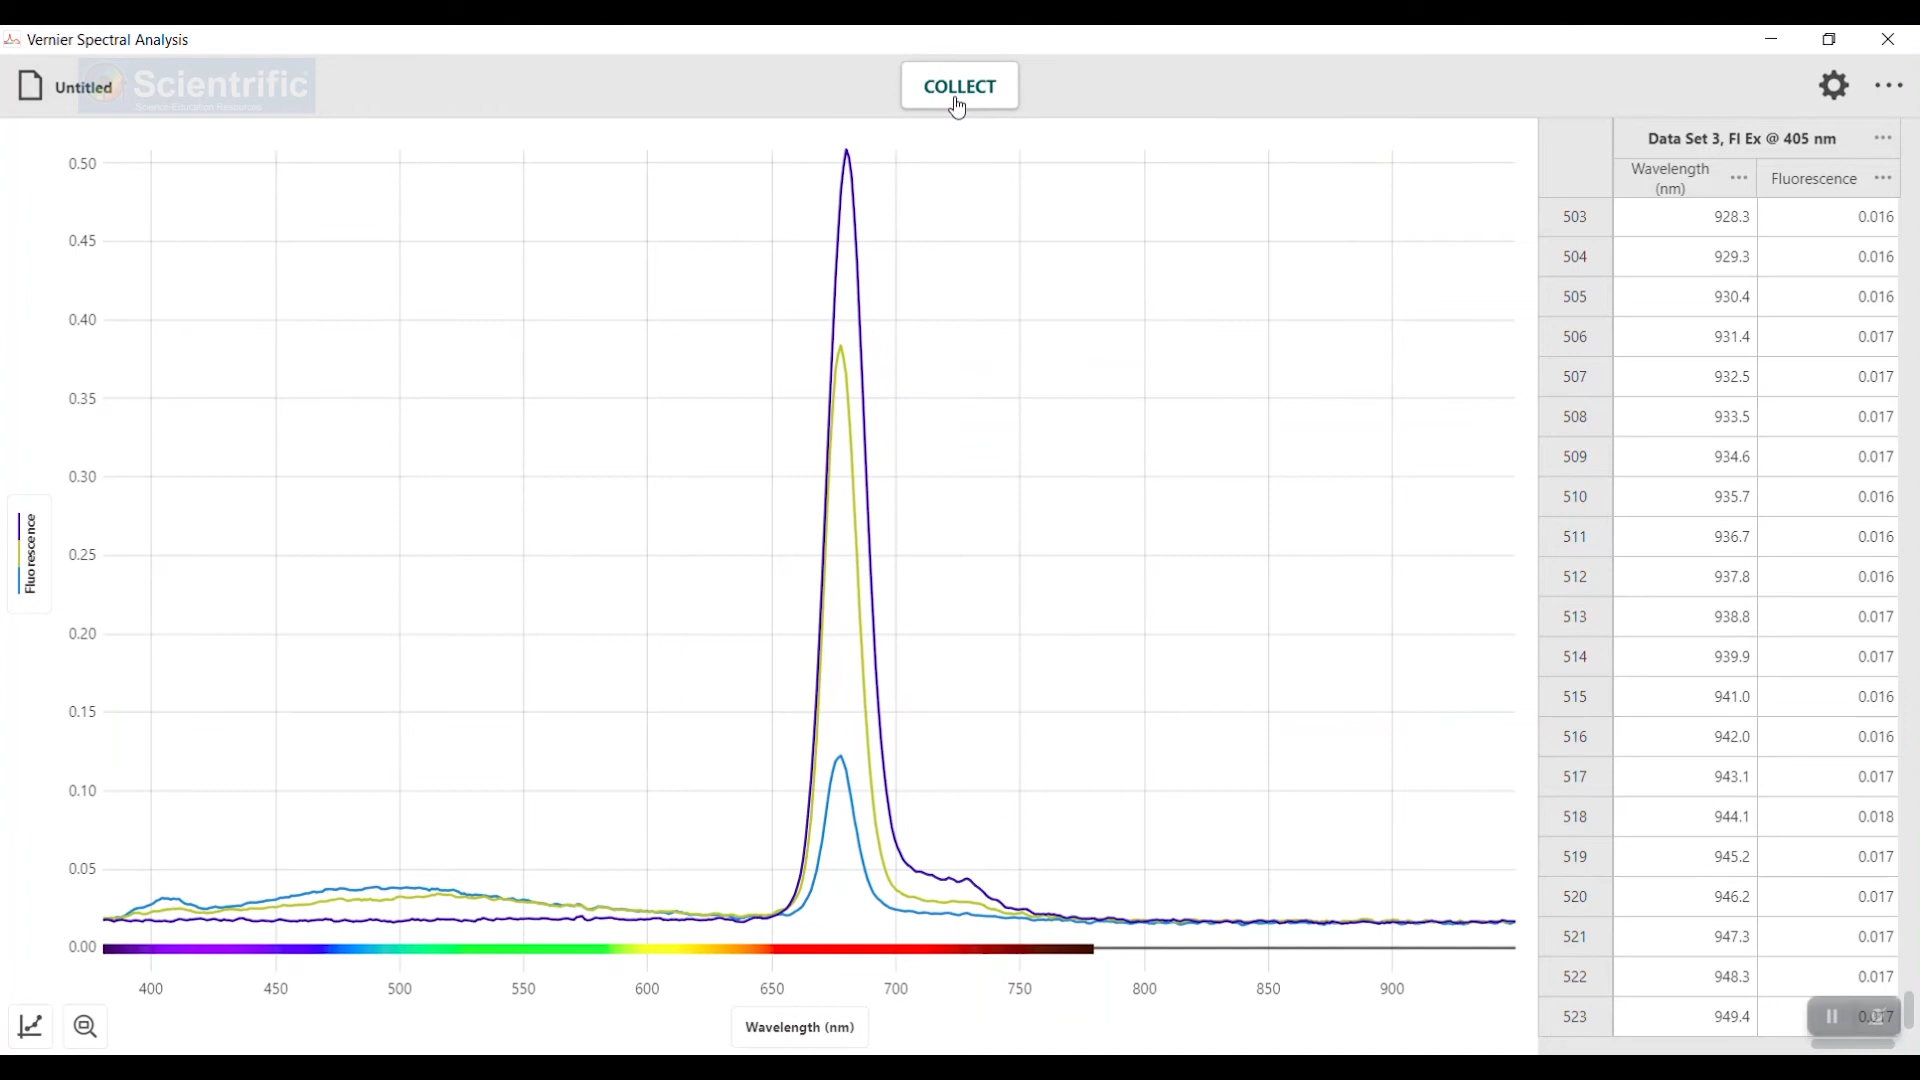 Vernier Spectral Analysis
Untitled
Scientrific
Science Education Resources
COLLECT
Data Set 3, Fl Ex @ 405 nm
Wavelength
(nm)
Fluorescence
503 928.3 0.016
504 929.3 0.016
505 930.4 0.016
506 931.4 0.017
507 932.5 0.017
508 933.5 0.017
509 934.6 0.017
510 935.7 0.016
511 936.7 0.016
512 937.8 0.016
513 938.8 0.017
514 939.9 0.017
515 941.0 0.016
516 942.0 0.016
517 943.1 0.017
518 944.1 0.018
519 945.2 0.017
520 946.2 0.017
521 947.3 0.017
522 948.3 0.017
523 949.4
0.50
0.45
0.40
0.35
0.30
0.25
0.20
0.15
0.10
0.05
0.00
Fluorescence
400 450 500 550 600 650 700 750 800 850 900
Wavelength (nm)